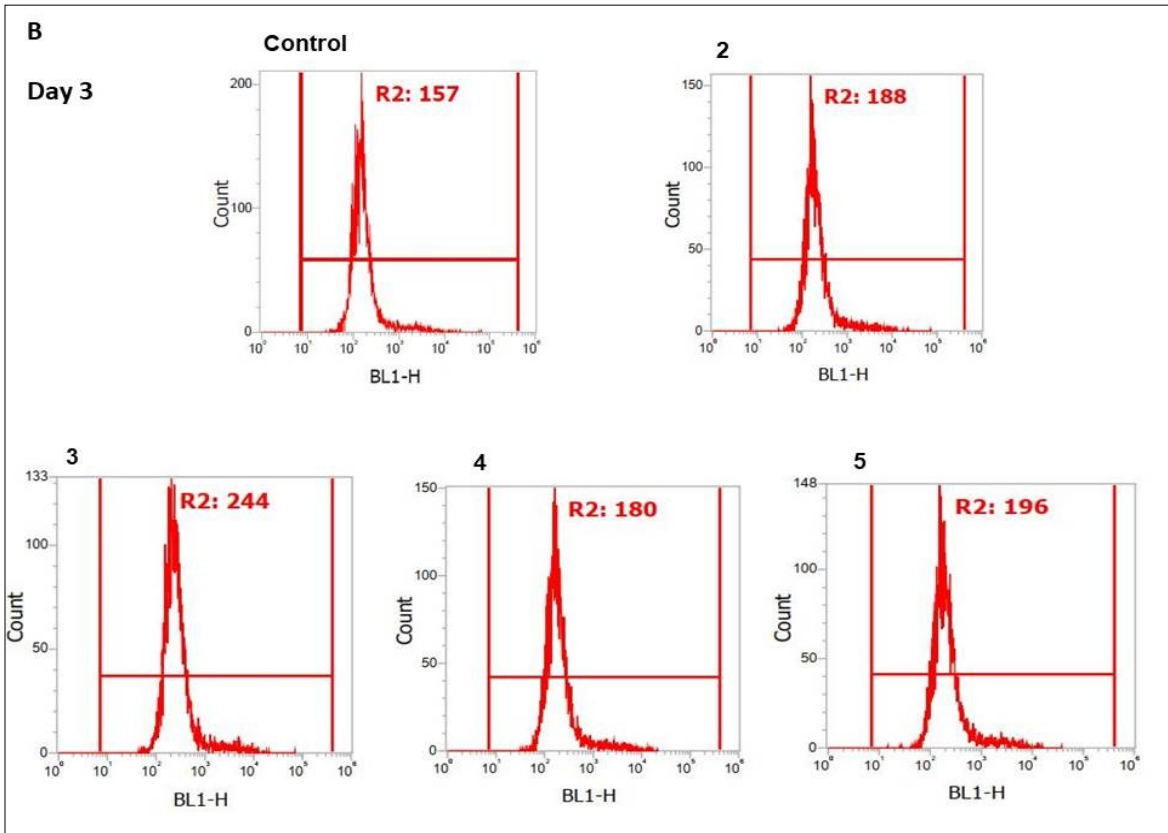 B
Day 3
Control
200
100
0
Count
R2: 157
10⁰ 10¹ 10² 10³ 10⁴ 10⁵ 10⁶
BL1-H
2
150
100
50
0
Count
R2: 188
10⁰ 10¹ 10² 10³ 10⁴ 10⁵ 10⁶
BL1-H
3
133
100
50
0
Count
R2: 244
10⁰ 10¹ 10² 10³ 10⁴ 10⁵ 10⁶
BL1-H
4
150
100
50
0
Count
R2: 180
10⁰ 10¹ 10² 10³ 10⁴ 10⁵ 10⁶
BL1-H
5
148
100
50
0
Count
R2: 196
10⁰ 10¹ 10² 10³ 10⁴ 10⁵ 10⁶
BL1-H